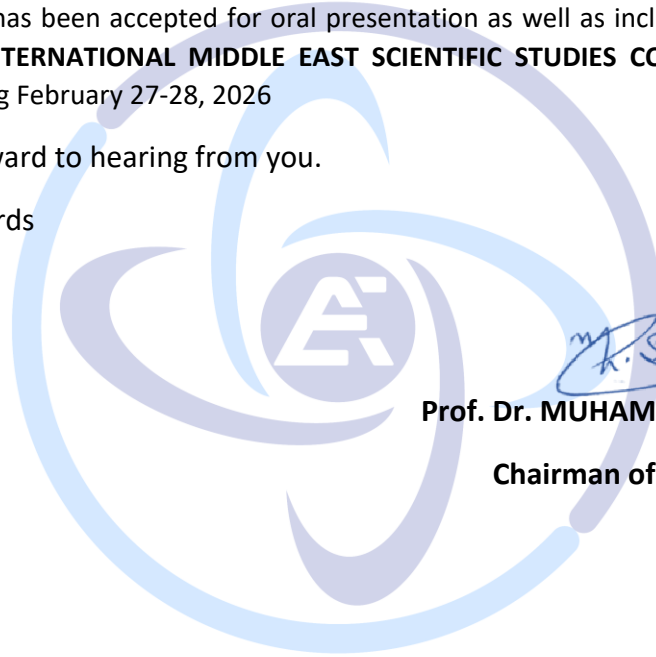 has been accepted for oral presentation as well as incl
TERNATIONAL MIDDLE EAST SCIENTIFIC STUDIES CO
g February 27-28, 2026
vard to hearing from you.
rds
Prof. Dr. MUHAM
Chairman of